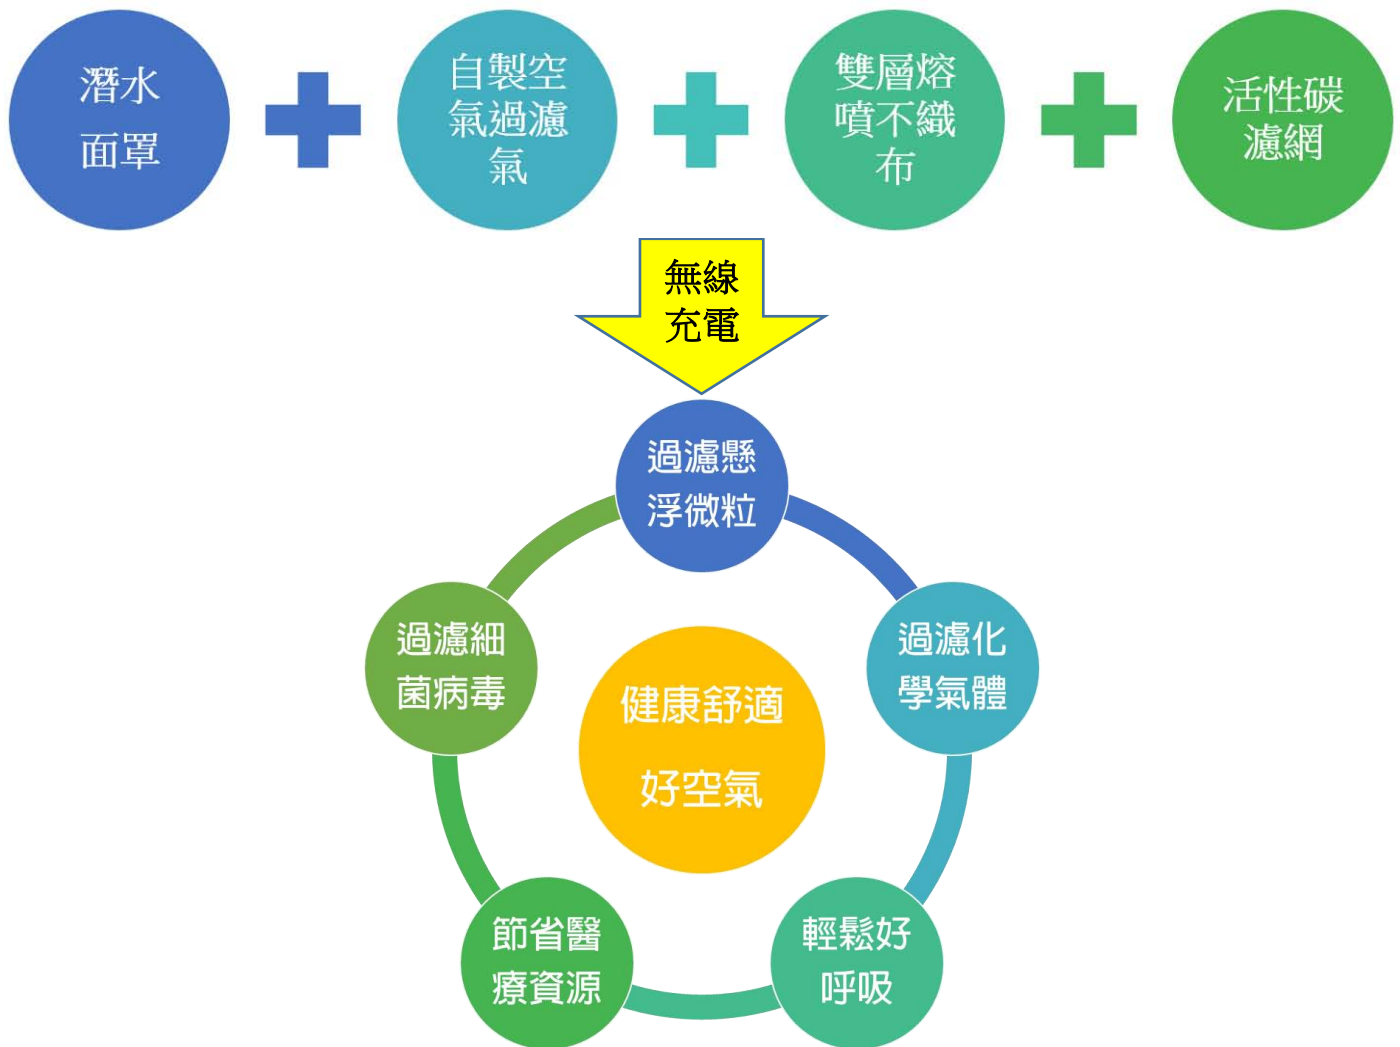 潛水
面罩
自製空
氣過濾
氣
雙層熔
噴不織
布
活性碳
濾網
無線
充電
過濾懸
浮微粒
過濾化
學氣體
輕鬆好
呼吸
節省醫
療資源
過濾細
菌病毒
健康舒適
好空氣